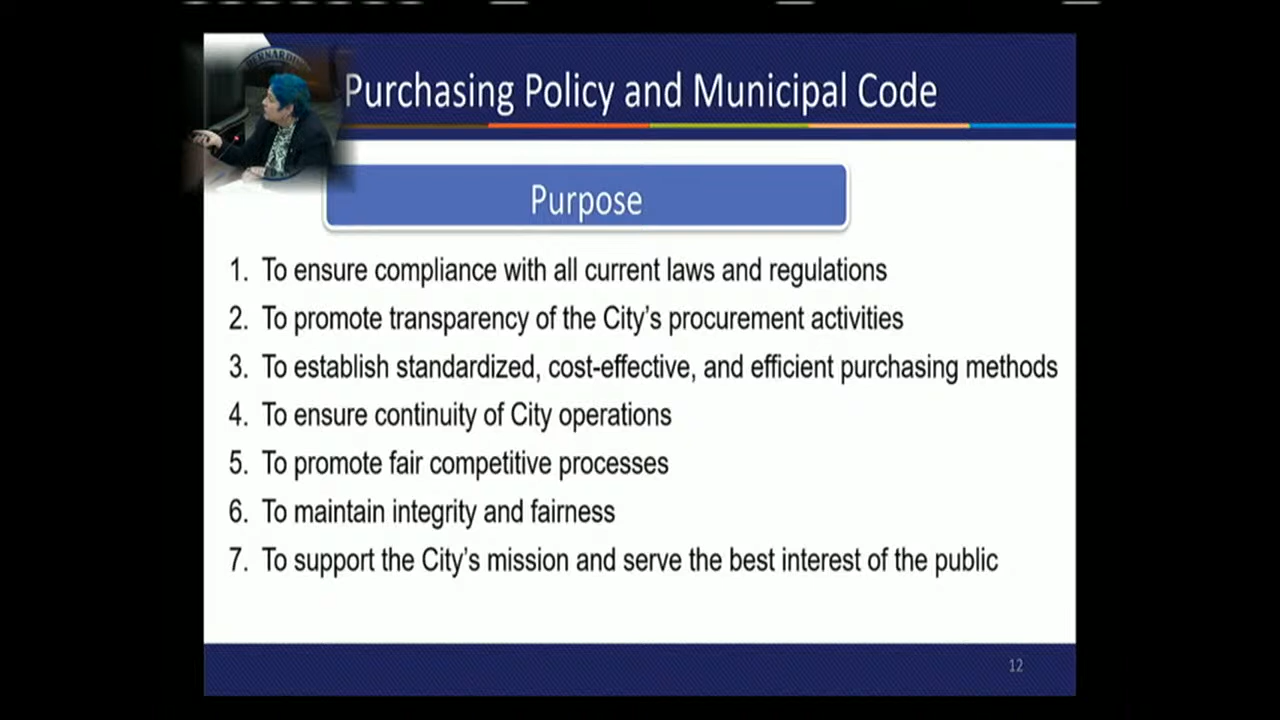 BERNARDI
Purchasing Policy and Municipal Code
Purpose
1. To ensure compliance with all current laws and regulations
2. To promote transparency of the City's procurement activities
3. To establish standardized, cost-effective, and efficient purchasing methods
4. To ensure continuity of City operations
5. To promote fair competitive processes
6. To maintain integrity and fairness
7. To support the City's mission and serve the best interest of the public
12